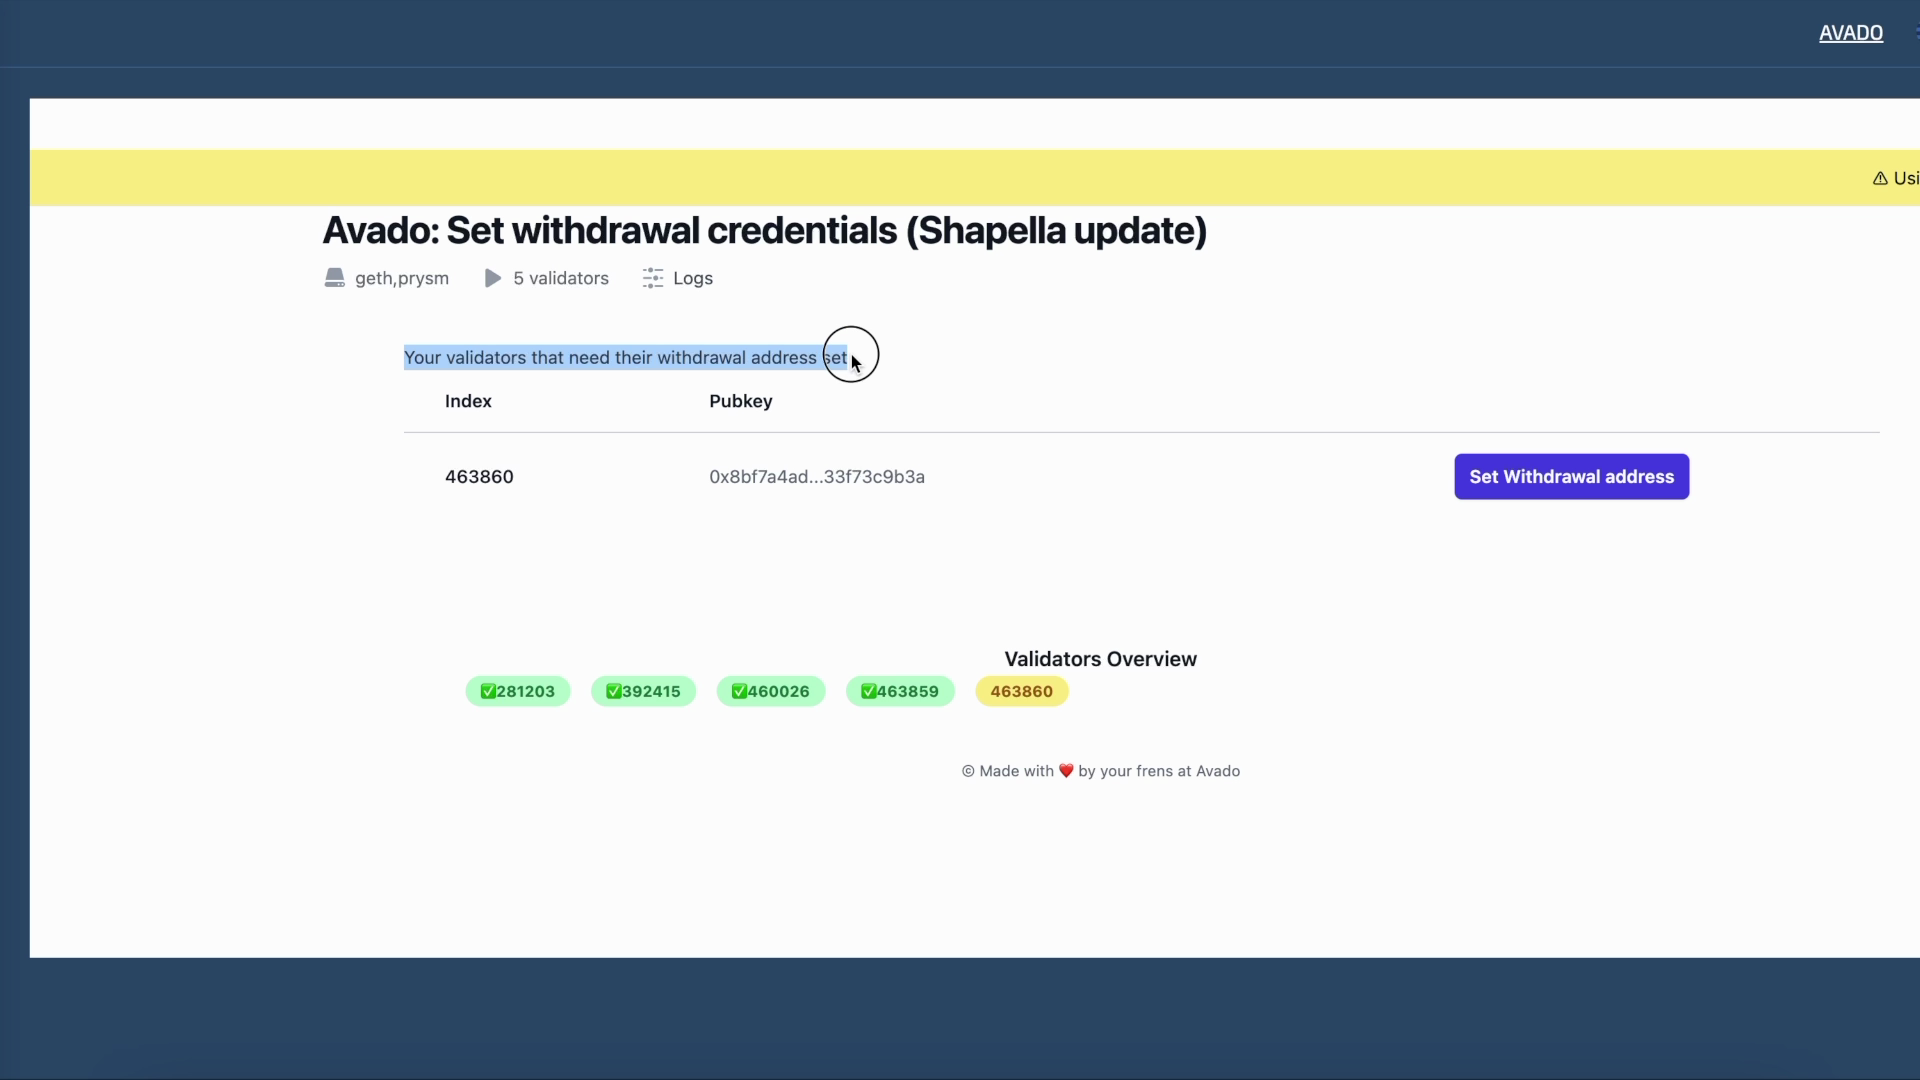 AVADO
⚠ Usi
Avado: Set withdrawal credentials (Shapella update)
geth,prysm 5 validators Logs
Your validators that need their withdrawal address set
Index Pubkey
463860 0x8bf7a4ad...33f73c9b3a Set Withdrawal address
Validators Overview
✅281203 ✅392415 ✅460026 ✅463859 463860
© Made with ❤️ by your frens at Avado